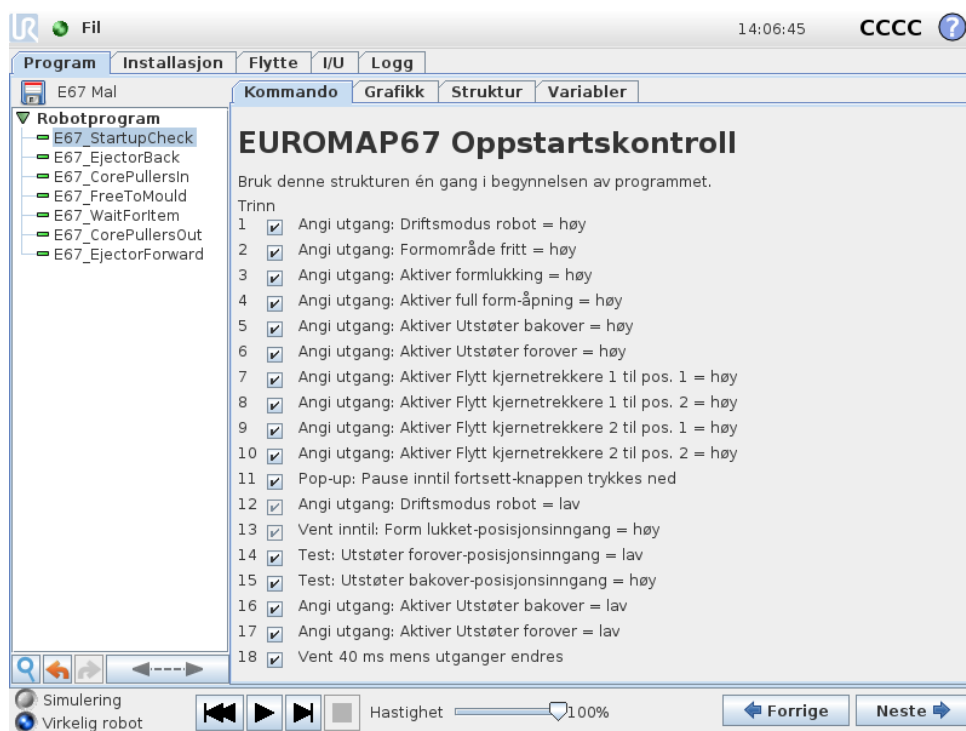 UR Fil 14:06:45 CCCC ?
Program Installasjon Flytte I/U Logg
E67 Mal
Kommando Grafikk Struktur Variabler
Robotprogram
E67_StartupCheck
E67_EjectorBack
E67_CorePullersIn
E67_FreeToMould
E67_WaitForItem
E67_CorePullersOut
E67_EjectorForward
EUROMAP67 Oppstartskontroll
Bruk denne strukturen én gang i begynnelsen av programmet.
Trinn
1 Angi utgang: Driftsmodus robot = høy
2 Angi utgang: Formområde fritt = høy
3 Angi utgang: Aktiver formlukking = høy
4 Angi utgang: Aktiver full form-åpning = høy
5 Angi utgang: Aktiver Utstøter bakover = høy
6 Angi utgang: Aktiver Utstøter forover = høy
7 Angi utgang: Aktiver Flytt kjernetrekkere 1 til pos. 1 = høy
8 Angi utgang: Aktiver Flytt kjernetrekkere 1 til pos. 2 = høy
9 Angi utgang: Aktiver Flytt kjernetrekkere 2 til pos. 1 = høy
10 Angi utgang: Aktiver Flytt kjernetrekkere 2 til pos. 2 = høy
11 Pop-up: Pause inntil fortsett-knappen trykkes ned
12 Angi utgang: Driftsmodus robot = lav
13 Vent inntil: Form lukket-posisjonsinngang = høy
14 Test: Utstøter forover-posisjonsinngang = lav
15 Test: Utstøter bakover-posisjonsinngang = høy
16 Angi utgang: Aktiver Utstøter bakover = lav
17 Angi utgang: Aktiver Utstøter forover = lav
18 Vent 40 ms mens utganger endres
Simulering
Virkelig robot
Hastighet 100%
Forrige Neste